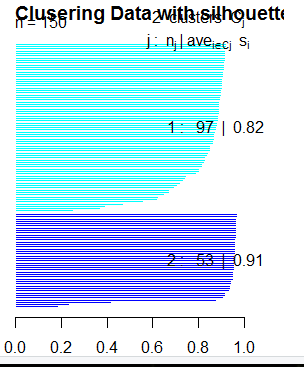 Clusering Data with silhouette
n = 150 2 clusters Cj
j : nj | avei∈Cj si
1 : 97 | 0.82
2 : 53 | 0.91
0.0 0.2 0.4 0.6 0.8 1.0